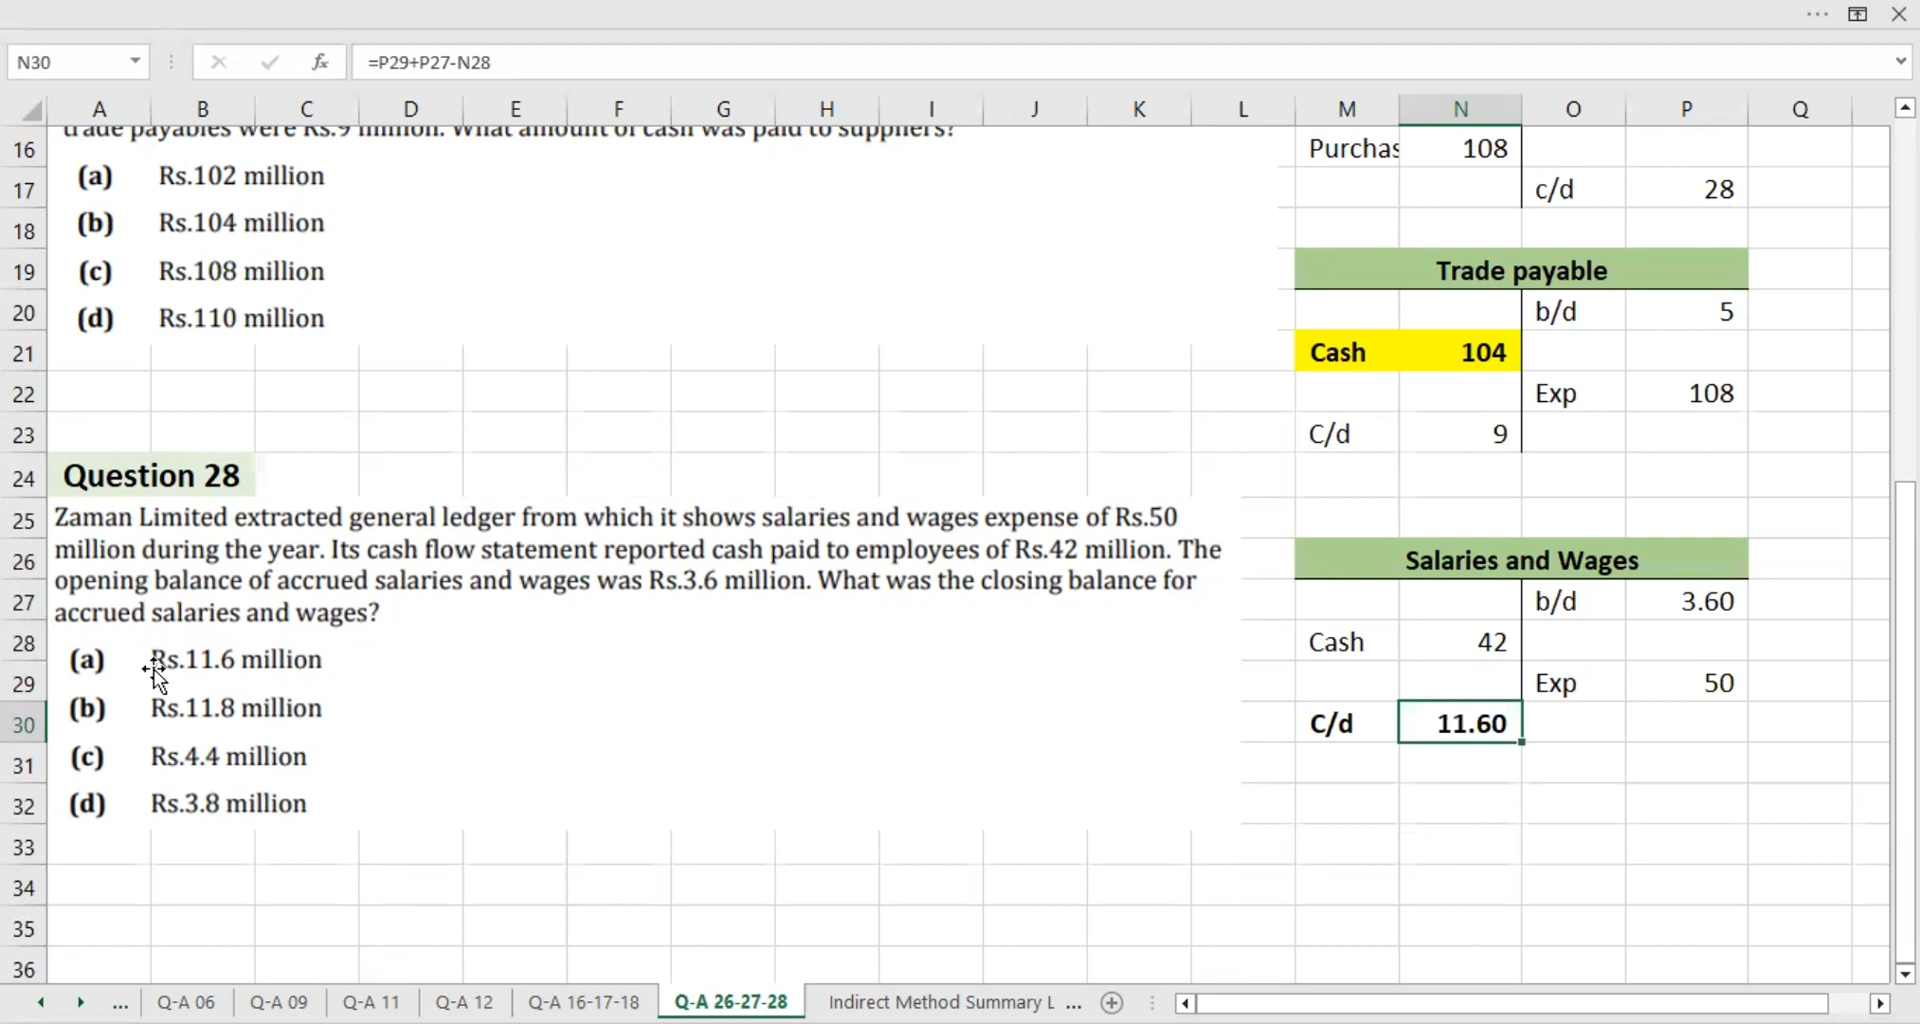 N30 fx =P29+P27-N28
A B C D E F G H I J K L M N O P Q
trade payables were Rs.9 million. What amount of cash was paid to suppliers?
16 Purchas 108
(a) Rs.102 million
17 c/d 28
(b) Rs.104 million
18
19 (c) Rs.108 million Trade payable
20 (d) Rs.110 million b/d 5
21 Cash 104
22 Exp 108
23 C/d 9
24 Question 28
25 Zaman Limited extracted general ledger from which it shows salaries and wages expense of Rs.50
26 million during the year. Its cash flow statement reported cash paid to employees of Rs.42 million. The Salaries and Wages
27 opening balance of accrued salaries and wages was Rs.3.6 million. What was the closing balance for b/d 3.60
accrued salaries and wages?
28 Cash 42
(a) Rs.11.6 million
29 Exp 50
(b) Rs.11.8 million
30 C/d 11.60
31 (c) Rs.4.4 million
32 (d) Rs.3.8 million
33
34
35
36
... Q-A 06 Q-A 09 Q-A 11 Q-A 12 Q-A 16-17-18 Q-A 26-27-28 Indirect Method Summary L ...